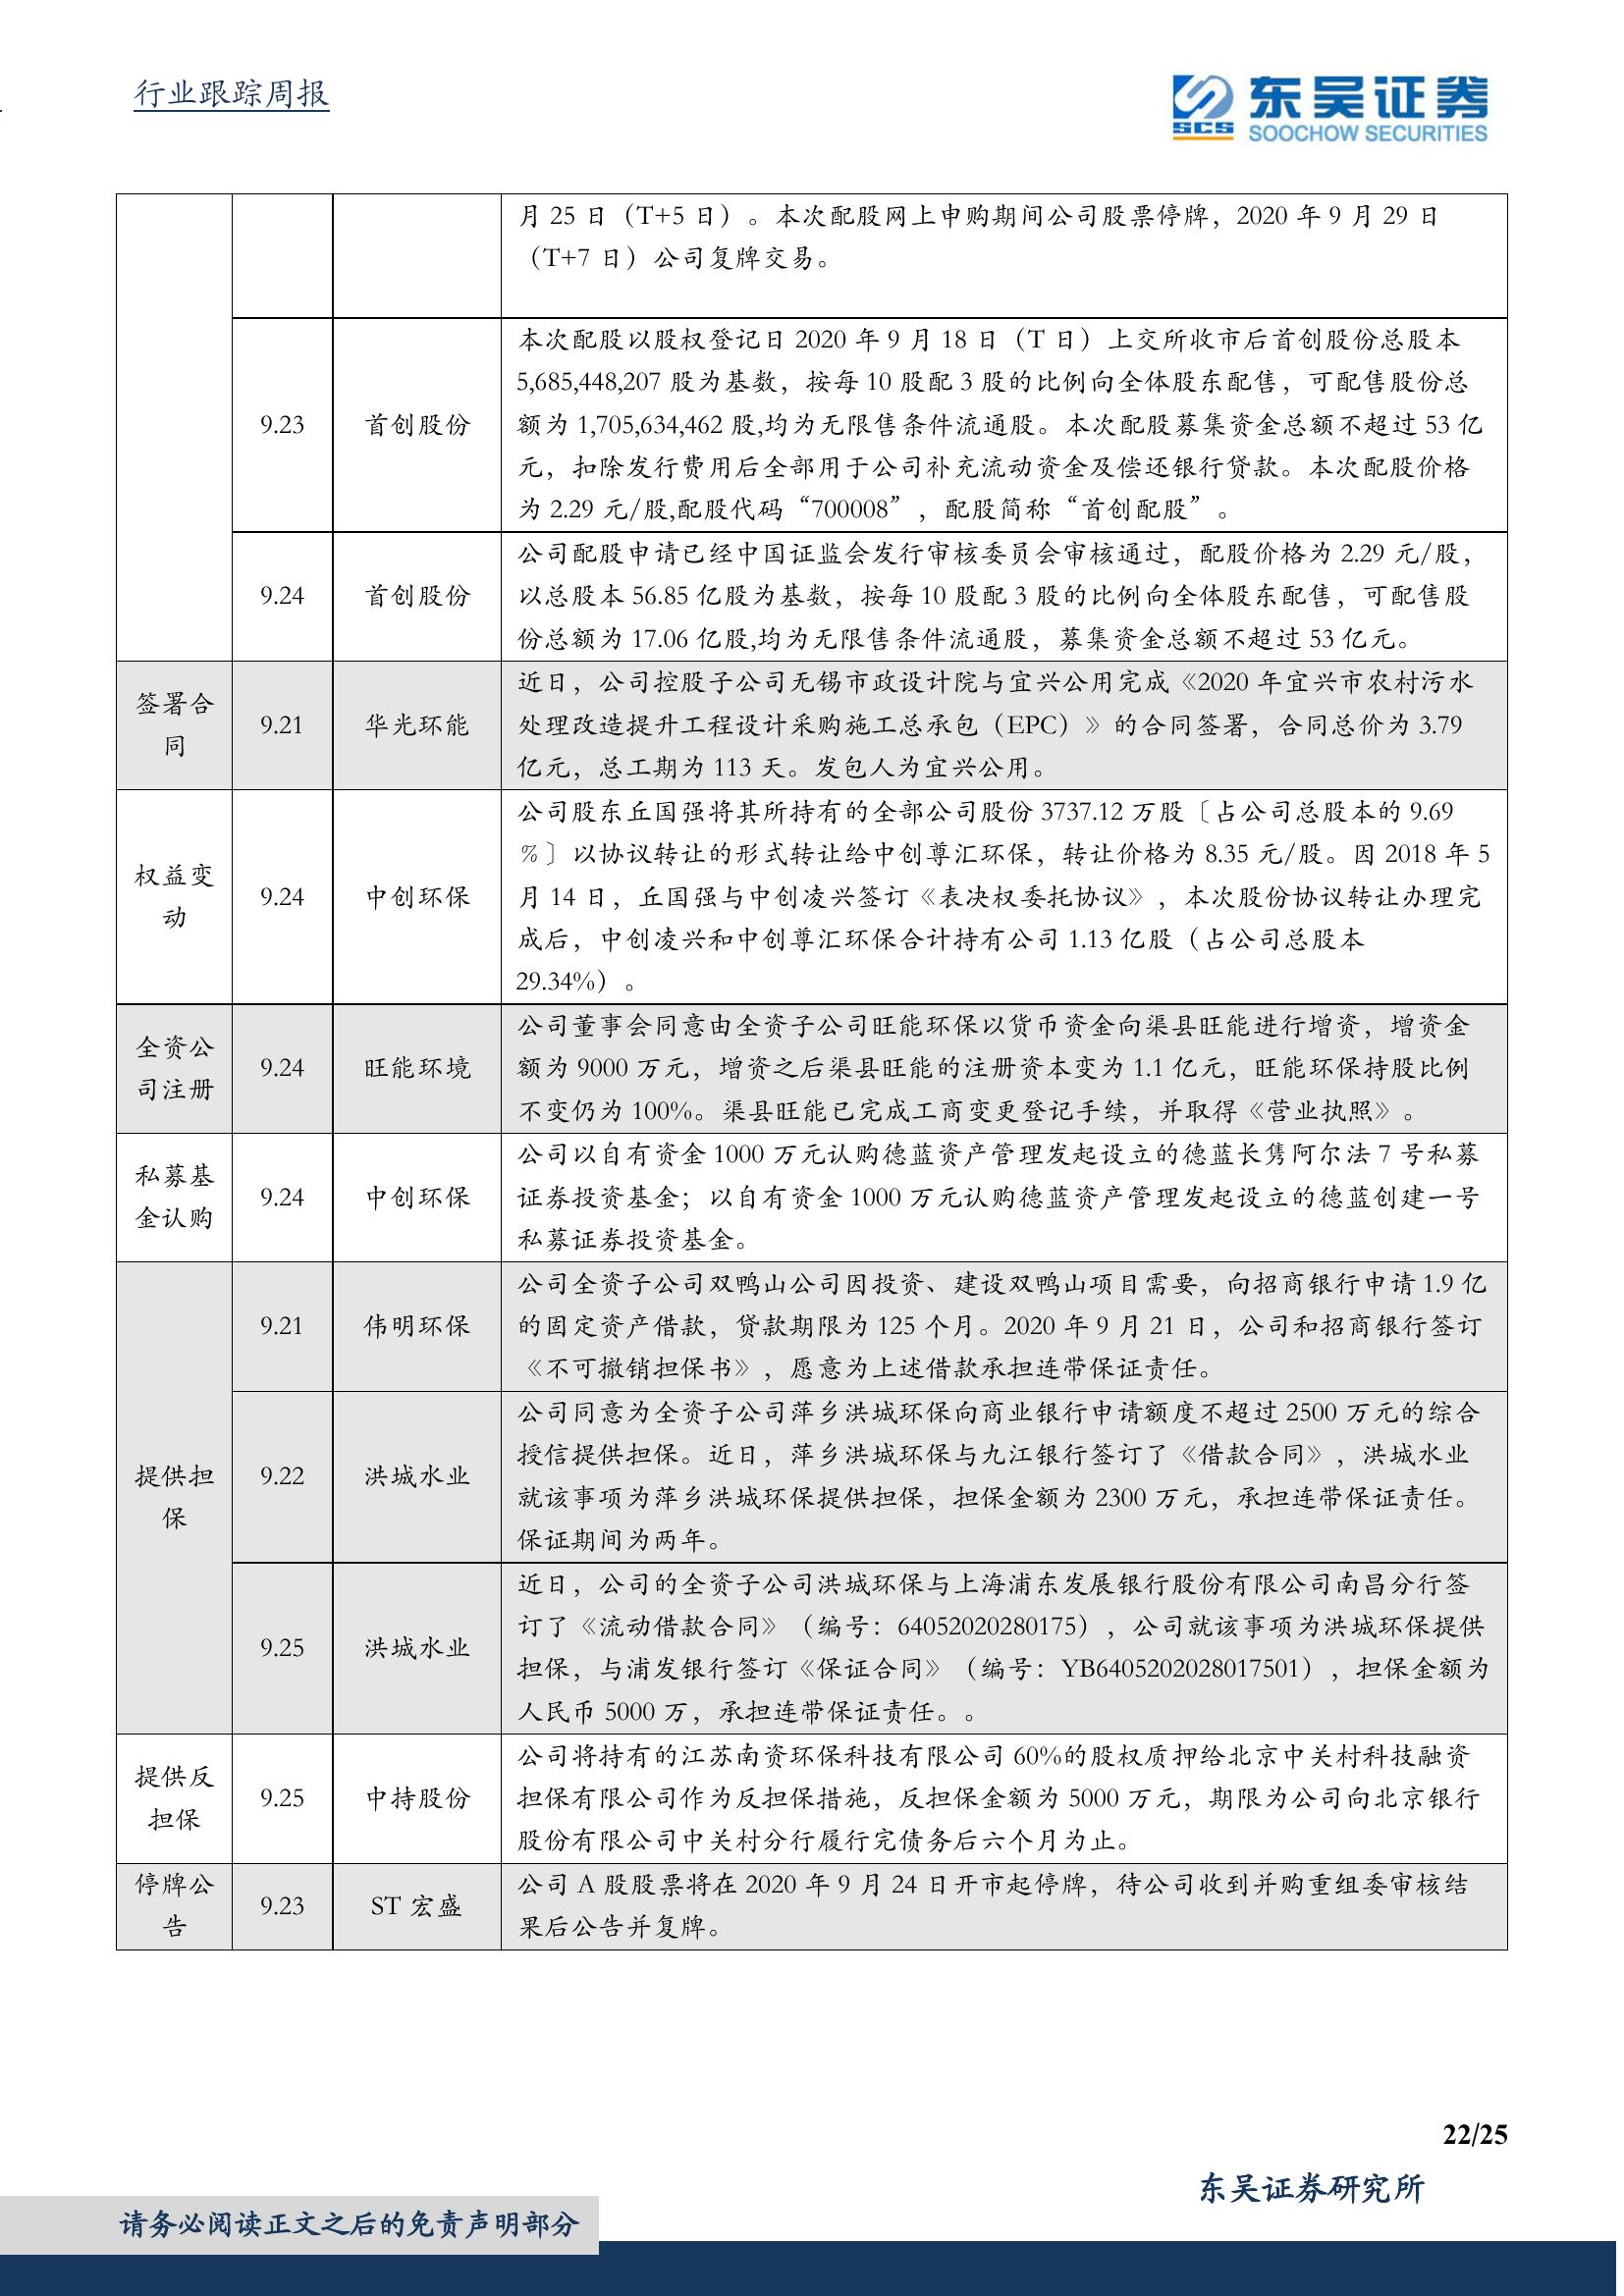 行业跟踪周报
SCS
东吴证券
SOOCHOW SECURITIES
月 25 日（T+5 日）。本次配股网上申购期间公司股票停牌，2020 年 9 月 29 日
（T+7 日）公司复牌交易。
9.23
首创股份
本次配股以股权登记日 2020 年 9 月 18 日（T 日）上交所收市后首创股份总股本
5,685,448,207 股为基数，按每 10 股配 3 股的比例向全体股东配售，可配售股份总
额为 1,705,634,462 股,均为无限售条件流通股。本次配股募集资金总额不超过 53 亿
元，扣除发行费用后全部用于公司补充流动资金及偿还银行贷款。本次配股价格
为 2.29 元/股,配股代码“700008”，配股简称“首创配股”。
9.24
首创股份
公司配股申请已经中国证监会发行审核委员会审核通过，配股价格为 2.29 元/股，
以总股本 56.85 亿股为基数，按每 10 股配 3 股的比例向全体股东配售，可配售股
份总额为 17.06 亿股,均为无限售条件流通股，募集资金总额不超过 53 亿元。
签署合
同
9.21
华光环能
近日，公司控股子公司无锡市政设计院与宜兴公用完成《2020 年宜兴市农村污水
处理改造提升工程设计采购施工总承包（EPC）》的合同签署，合同总价为 3.79
亿元，总工期为 113 天。发包人为宜兴公用。
权益变
动
9.24
中创环保
公司股东丘国强将其所持有的全部公司股份 3737.12 万股〔占公司总股本的 9.69
％〕以协议转让的形式转让给中创尊汇环保，转让价格为 8.35 元/股。因 2018 年 5
月 14 日，丘国强与中创凌兴签订《表决权委托协议》，本次股份协议转让办理完
成后，中创凌兴和中创尊汇环保合计持有公司 1.13 亿股（占公司总股本
29.34%）。
全资公
司注册
9.24
旺能环境
公司董事会同意由全资子公司旺能环保以货币资金向渠县旺能进行增资，增资金
额为 9000 万元，增资之后渠县旺能的注册资本变为 1.1 亿元，旺能环保持股比例
不变仍为 100%。渠县旺能已完成工商变更登记手续，并取得《营业执照》。
私募基
金认购
9.24
中创环保
公司以自有资金 1000 万元认购德蓝资产管理发起设立的德蓝长隽阿尔法 7 号私募
证券投资基金；以自有资金 1000 万元认购德蓝资产管理发起设立的德蓝创建一号
私募证券投资基金。
提供担
保
9.21
伟明环保
公司全资子公司双鸭山公司因投资、建设双鸭山项目需要，向招商银行申请 1.9 亿
的固定资产借款，贷款期限为 125 个月。2020 年 9 月 21 日，公司和招商银行签订
《不可撤销担保书》，愿意为上述借款承担连带保证责任。
9.22
洪城水业
公司同意为全资子公司萍乡洪城环保向商业银行申请额度不超过 2500 万元的综合
授信提供担保。近日，萍乡洪城环保与九江银行签订了《借款合同》，洪城水业
就该事项为萍乡洪城环保提供担保，担保金额为 2300 万元，承担连带保证责任。
保证期间为两年。
9.25
洪城水业
近日，公司的全资子公司洪城环保与上海浦东发展银行股份有限公司南昌分行签
订了《流动借款合同》（编号：64052020280175），公司就该事项为洪城环保提供
担保，与浦发银行签订《保证合同》（编号：YB6405202028017501），担保金额为
人民币 5000 万，承担连带保证责任。。
提供反
担保
9.25
中持股份
公司将持有的江苏南资环保科技有限公司 60%的股权质押给北京中关村科技融资
担保有限公司作为反担保措施，反担保金额为 5000 万元，期限为公司向北京银行
股份有限公司中关村分行履行完债务后六个月为止。
停牌公
告
9.23
ST 宏盛
公司 A 股股票将在 2020 年 9 月 24 日开市起停牌，待公司收到并购重组委审核结
果后公告并复牌。
22/25
东吴证券研究所
请务必阅读正文之后的免责声明部分